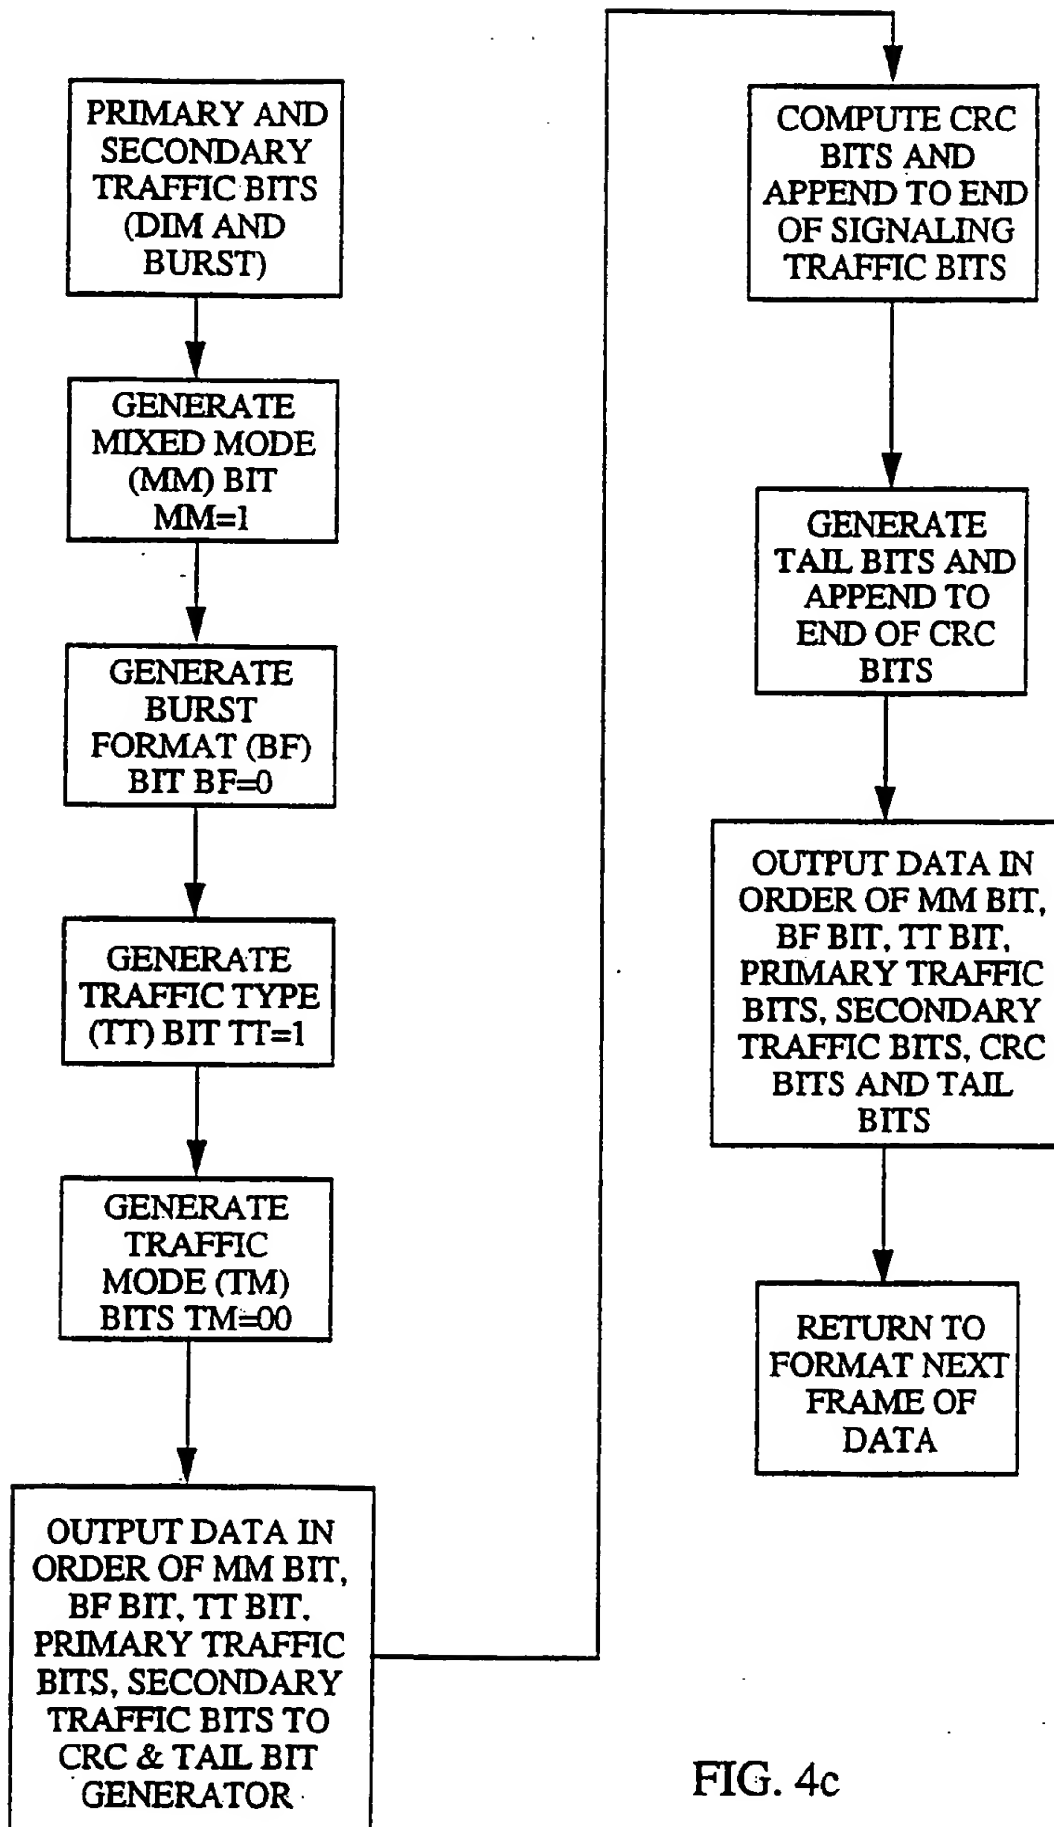 PRIMARY AND
SECONDARY
TRAFFIC BITS
(DIM AND
BURST)
GENERATE
MIXED MODE
(MM) BIT
MM=1
GENERATE
BURST
FORMAT (BF)
BIT BF=0
GENERATE
TRAFFIC TYPE
(TT) BIT TT=1
GENERATE
TRAFFIC
MODE (TM)
BITS TM=00
OUTPUT DATA IN
ORDER OF MM BIT,
BF BIT, TT BIT,
PRIMARY TRAFFIC
BITS, SECONDARY
TRAFFIC BITS TO
CRC & TAIL BIT
GENERATOR
COMPUTE CRC
BITS AND
APPEND TO END
OF SIGNALING
TRAFFIC BITS
GENERATE
TAIL BITS AND
APPEND TO
END OF CRC
BITS
OUTPUT DATA IN
ORDER OF MM BIT,
BF BIT, TT BIT,
PRIMARY TRAFFIC
BITS, SECONDARY
TRAFFIC BITS, CRC
BITS AND TAIL
BITS
RETURN TO
FORMAT NEXT
FRAME OF
DATA
FIG. 4c